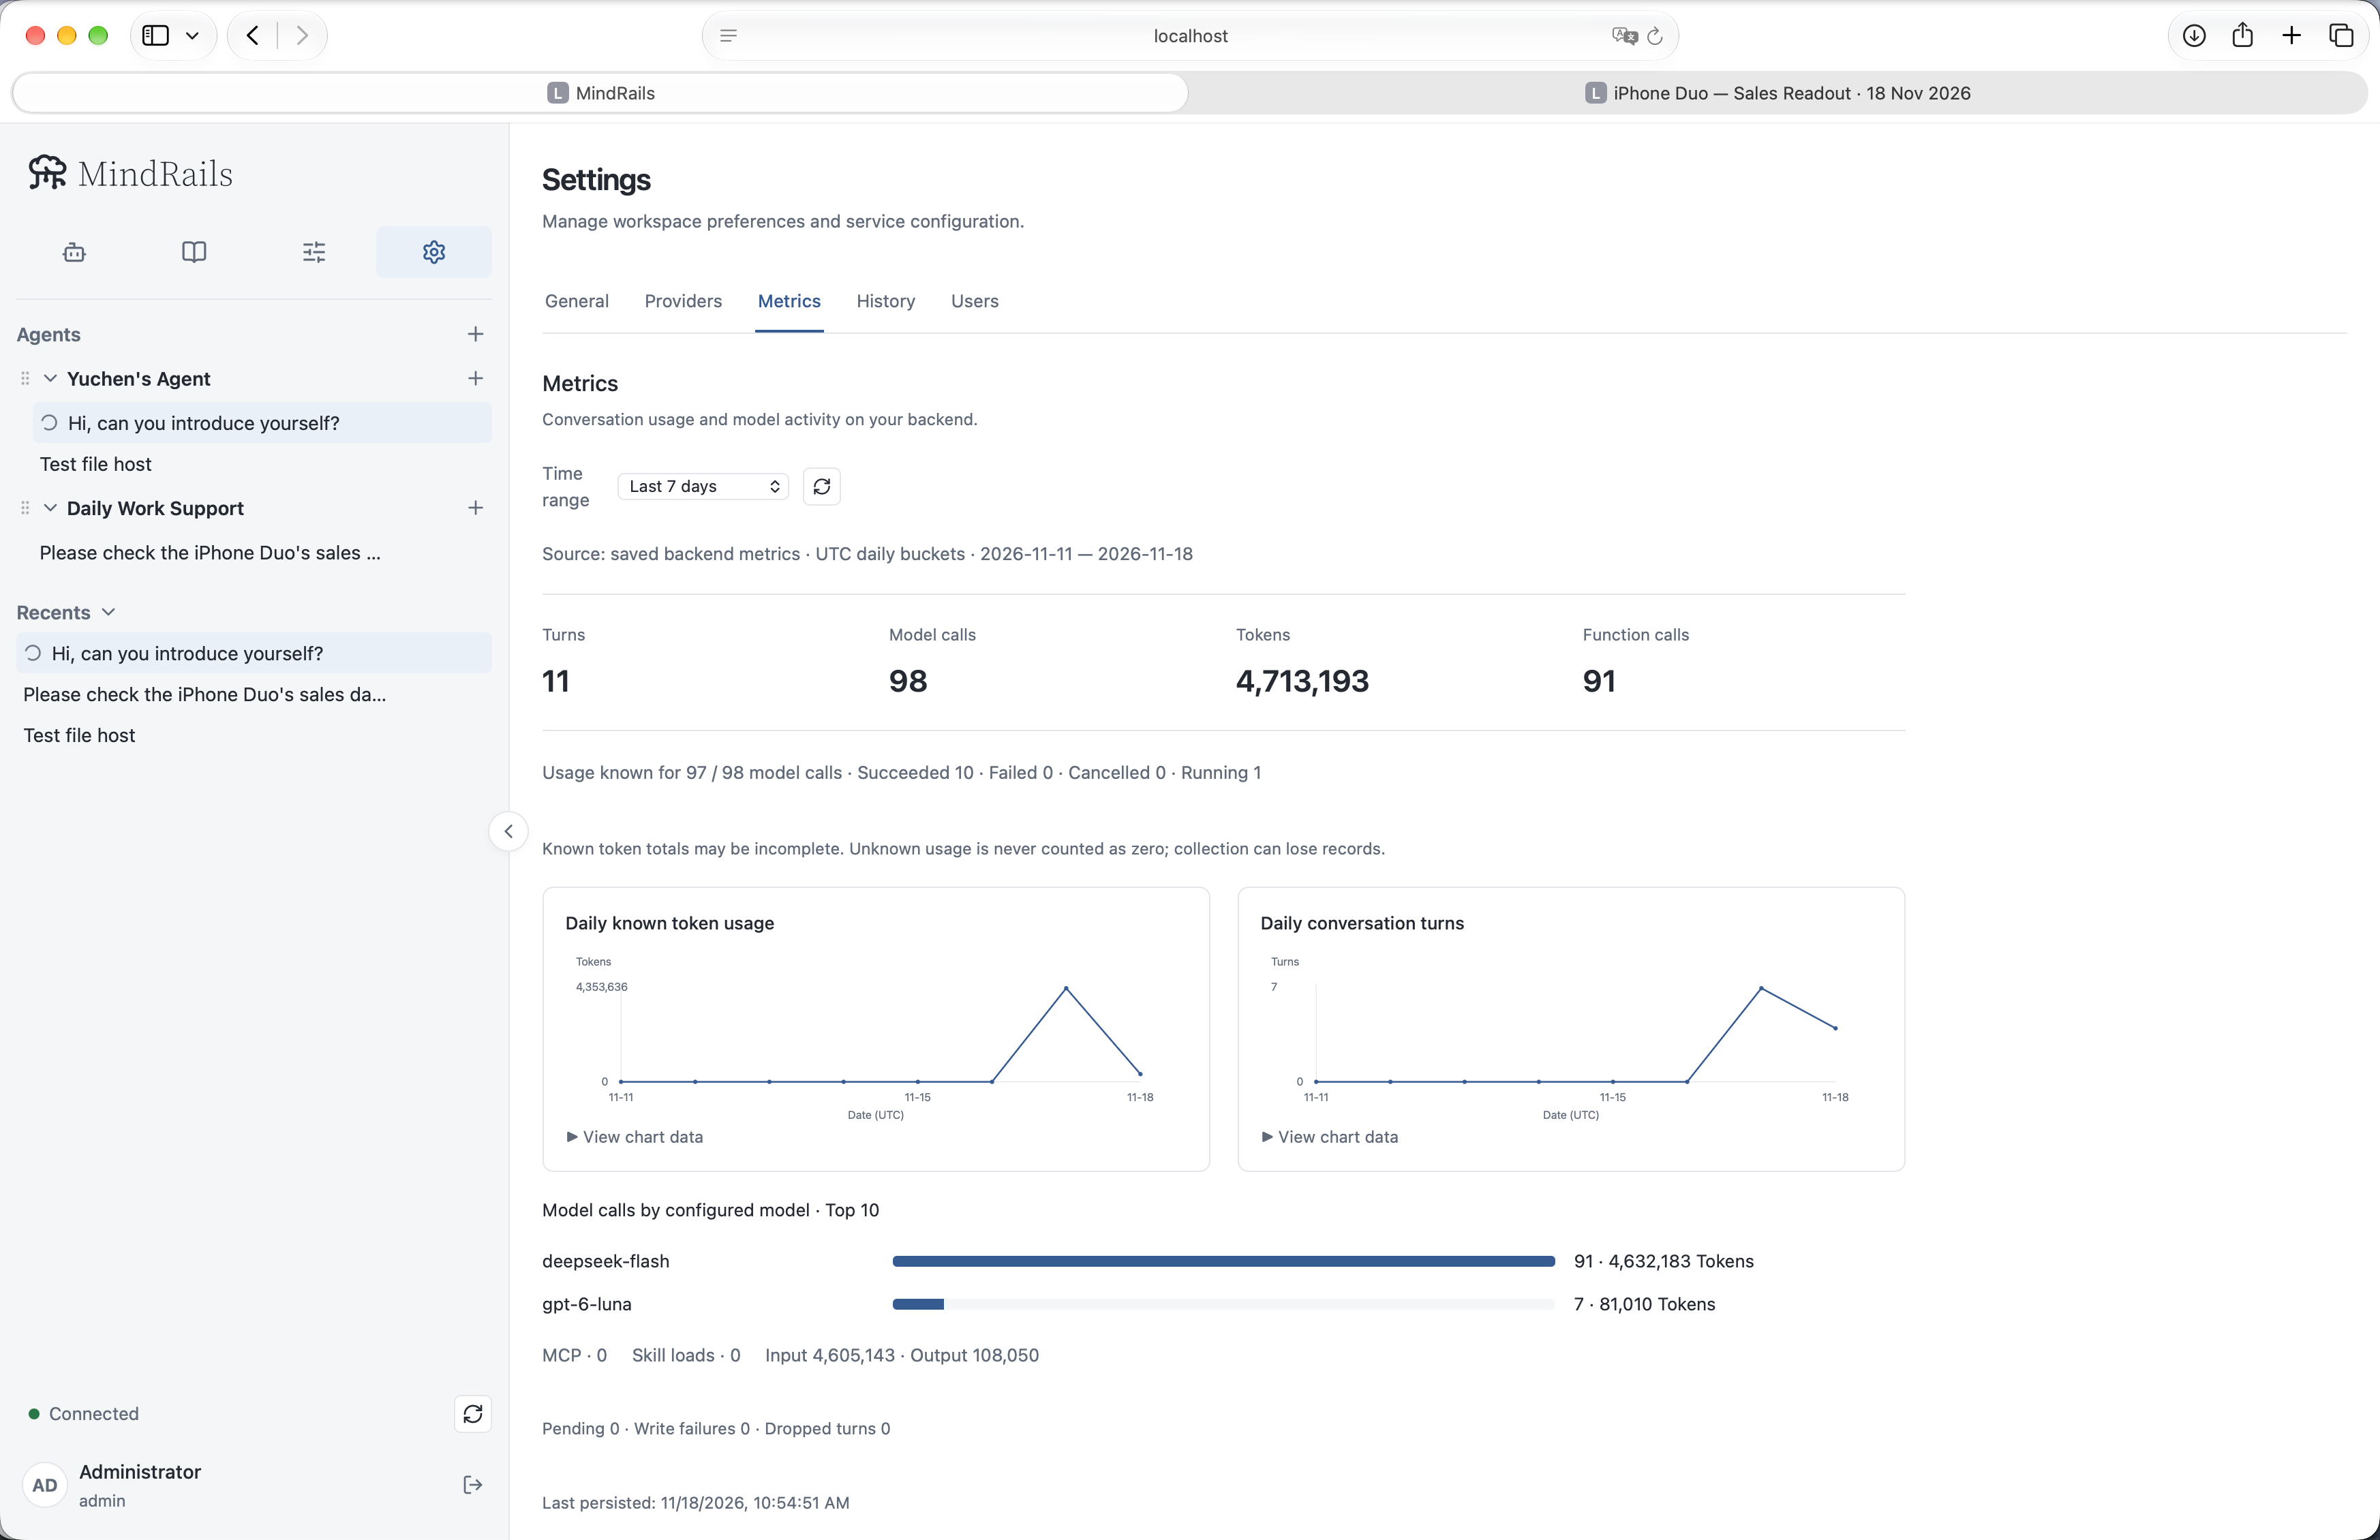 localhost
L MindRails
L iPhone Duo — Sales Readout · 18 Nov 2026
MindRails
Agents
Yuchen's Agent
Hi, can you introduce yourself?
Test file host
Daily Work Support
Please check the iPhone Duo's sales ...
Recents
Hi, can you introduce yourself?
Please check the iPhone Duo's sales da...
Test file host
Connected
AD
Administrator
admin
Settings
Manage workspace preferences and service configuration.
General Providers Metrics History Users
Metrics
Conversation usage and model activity on your backend.
Time range
Last 7 days
Source: saved backend metrics · UTC daily buckets · 2026-11-11 — 2026-11-18
Turns Model calls Tokens Function calls
11 98 4,713,193 91
Usage known for 97 / 98 model calls · Succeeded 10 · Failed 0 · Cancelled 0 · Running 1
Known token totals may be incomplete. Unknown usage is never counted as zero; collection can lose records.
Daily known token usage
Tokens
4,353,636
0
11-11 11-15 11-18
Date (UTC)
View chart data
Daily conversation turns
Turns
7
0
11-11 11-15 11-18
Date (UTC)
View chart data
Model calls by configured model · Top 10
deepseek-flash 91 · 4,632,183 Tokens
gpt-6-luna 7 · 81,010 Tokens
MCP · 0 Skill loads · 0 Input 4,605,143 · Output 108,050
Pending 0 · Write failures 0 · Dropped turns 0
Last persisted: 11/18/2026, 10:54:51 AM